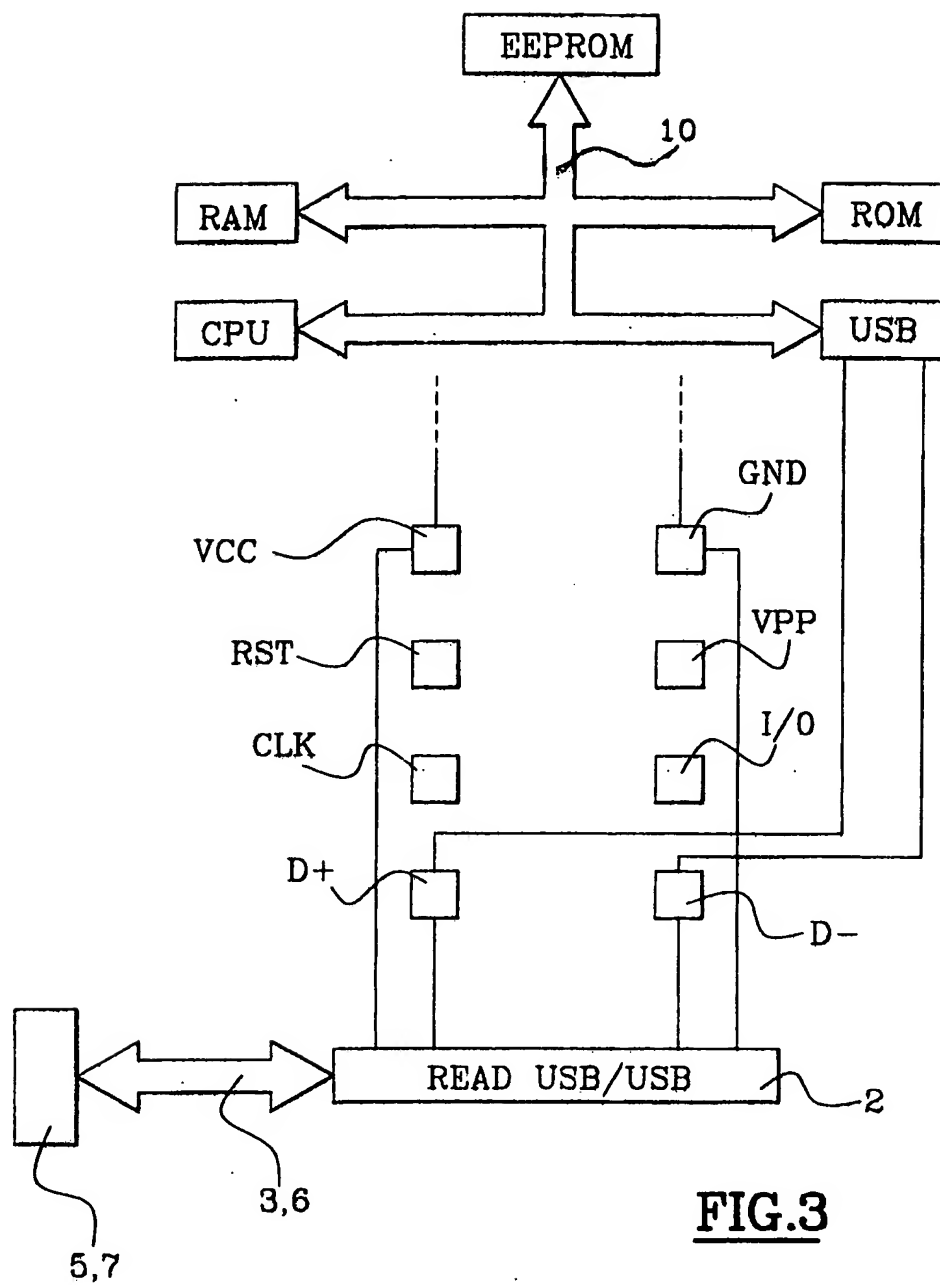 EEPROM
10
RAM
ROM
CPU
USB
GND
VCC
VPP
RST
I/O
CLK
D+
D-
READ USB/USB
2
3,6
FIG.3
5,7